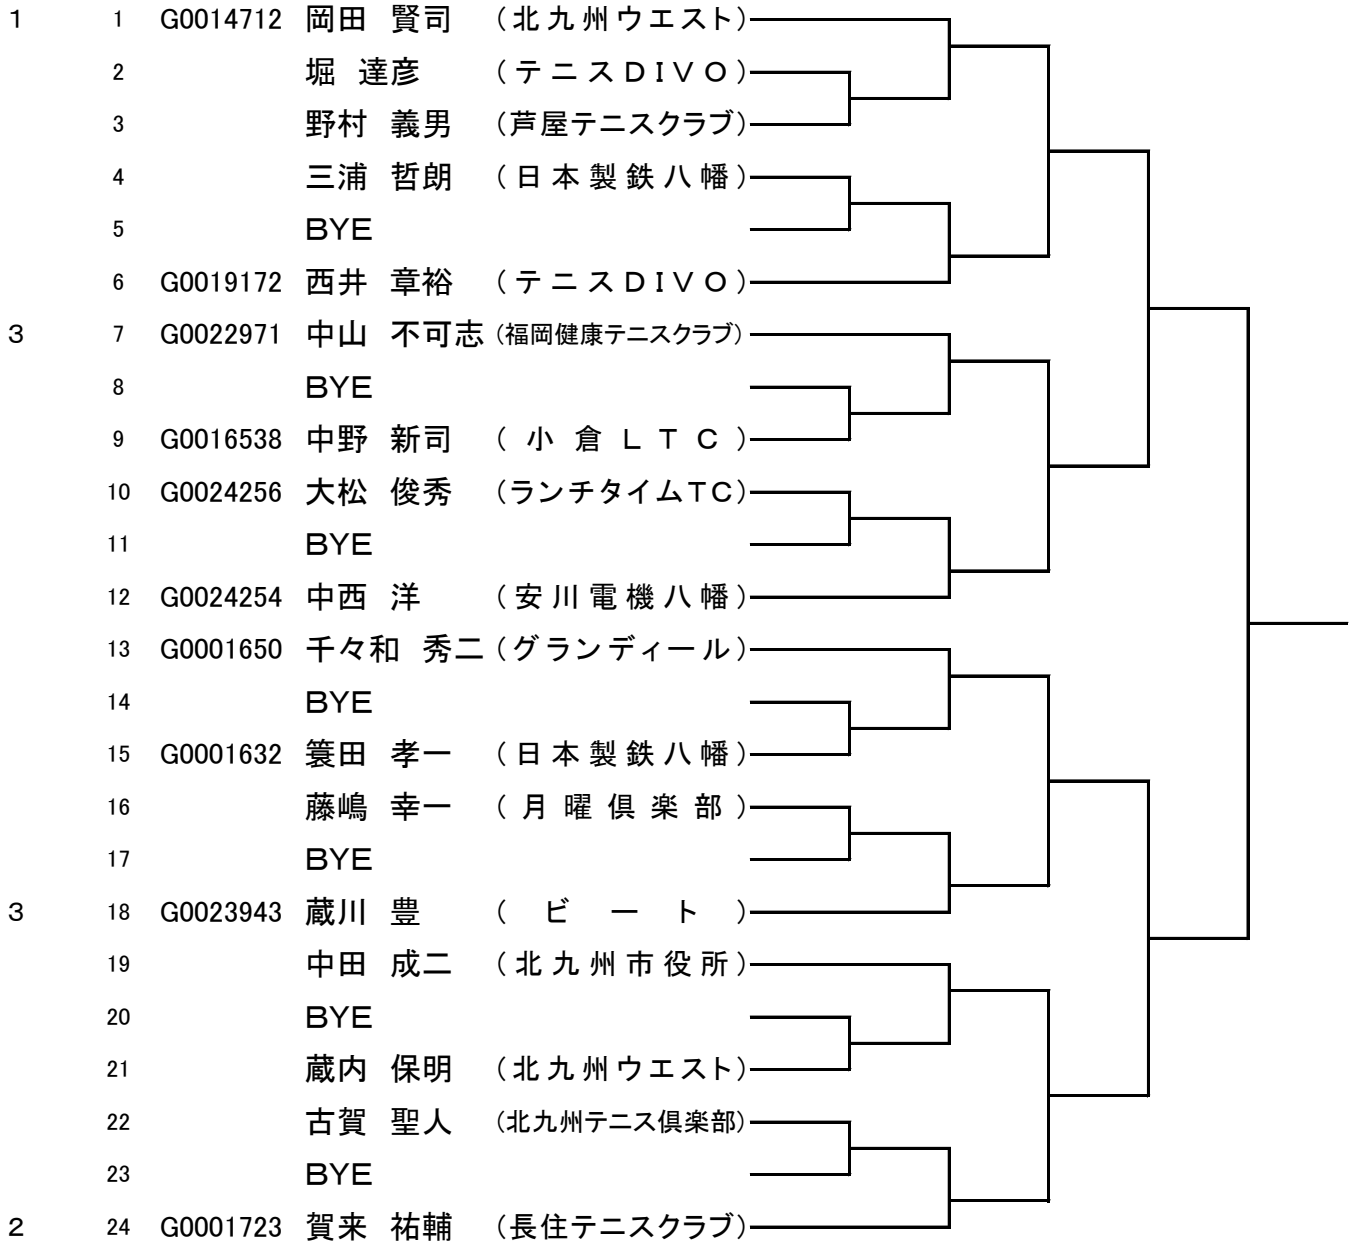 1 1 G0014712 岡田 賢司 (北九州ウエスト)
2 堀 達彦 (テニスDIVO)
3 野村 義男 (芦屋テニスクラブ)
4 三浦 哲朗 (日本製鉄八幡)
5 BYE
6 G0019172 西井 章裕 (テニスDIVO)
3 7 G0022971 中山 不可志 (福岡健康テニスクラブ)
8 BYE
9 G0016538 中野 新司 (小倉LTC)
10 G0024256 大松 俊秀 (ランチタイムTC)
11 BYE
12 G0024254 中西 洋 (安川電機八幡)
13 G0001650 千々和 秀二 (グランディール)
14 BYE
15 G0001632 簑田 孝一 (日本製鉄八幡)
16 藤嶋 幸一 (月曜倶楽部)
17 BYE
3 18 G0023943 蔵川 豊 (ビート)
19 中田 成二 (北九州市役所)
20 BYE
21 蔵内 保明 (北九州ウエスト)
22 古賀 聖人 (北九州テニス倶楽部)
23 BYE
2 24 G0001723 賀来 祐輔 (長住テニスクラブ)